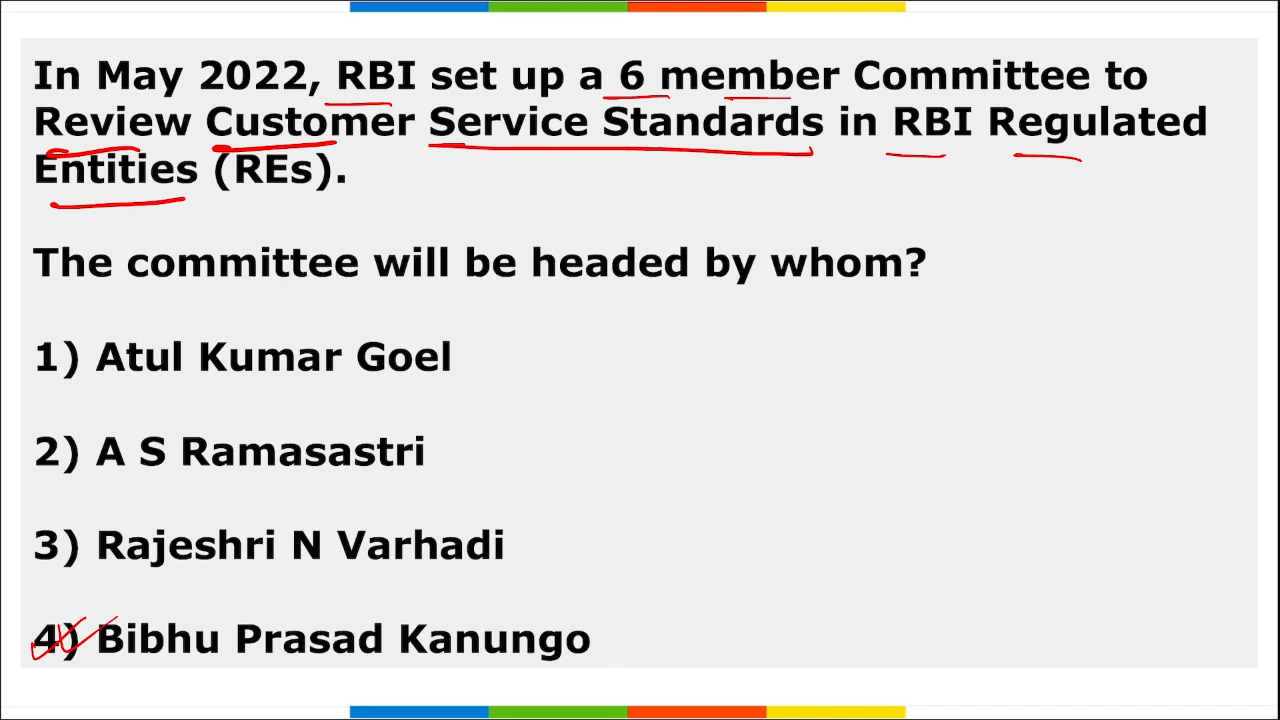 In May 2022, RBI set up a 6 member Committee to
Review Customer Service Standards in RBI Regulated
Entities (REs).
The committee will be headed by whom?
1) Atul Kumar Goel
2) A S Ramasastri
3) Rajeshri N Varhadi
4) Bibhu Prasad Kanungo